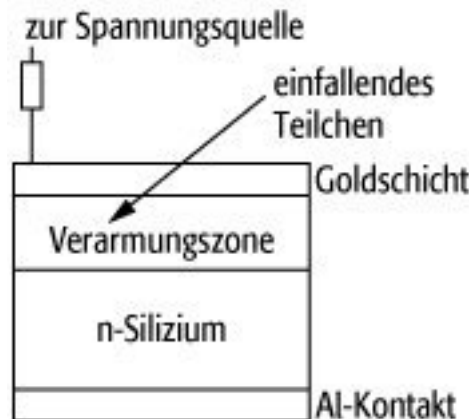 zur Spannungsquelle
einfallendes
Teilchen
Goldschicht
Verarmungszone
n-Silizium
Al-Kontakt